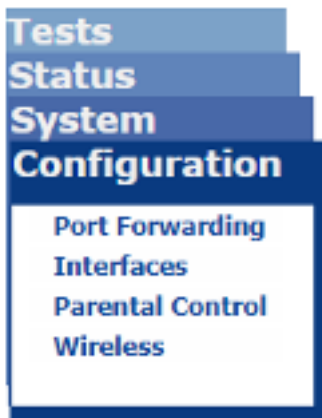 Tests
Status
System
Configuration
Port Forwarding
Interfaces
Parental Control
Wireless